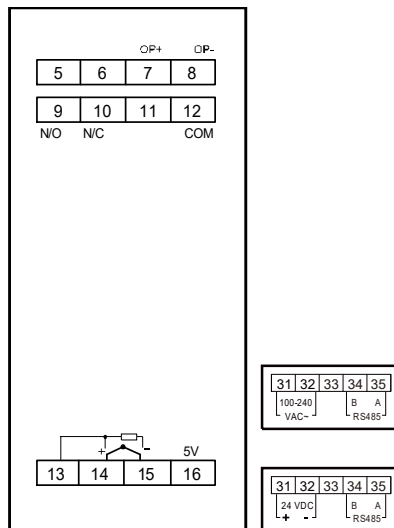 OP+ OP-
5 6 7 8
9 10 11 12
N/O N/C COM
+ - 5V
13 14 15 16
31 32 33 34 35
100-240 B A
VAC~ RS485
31 32 33 34 35
24 VDC B A
+ - RS485